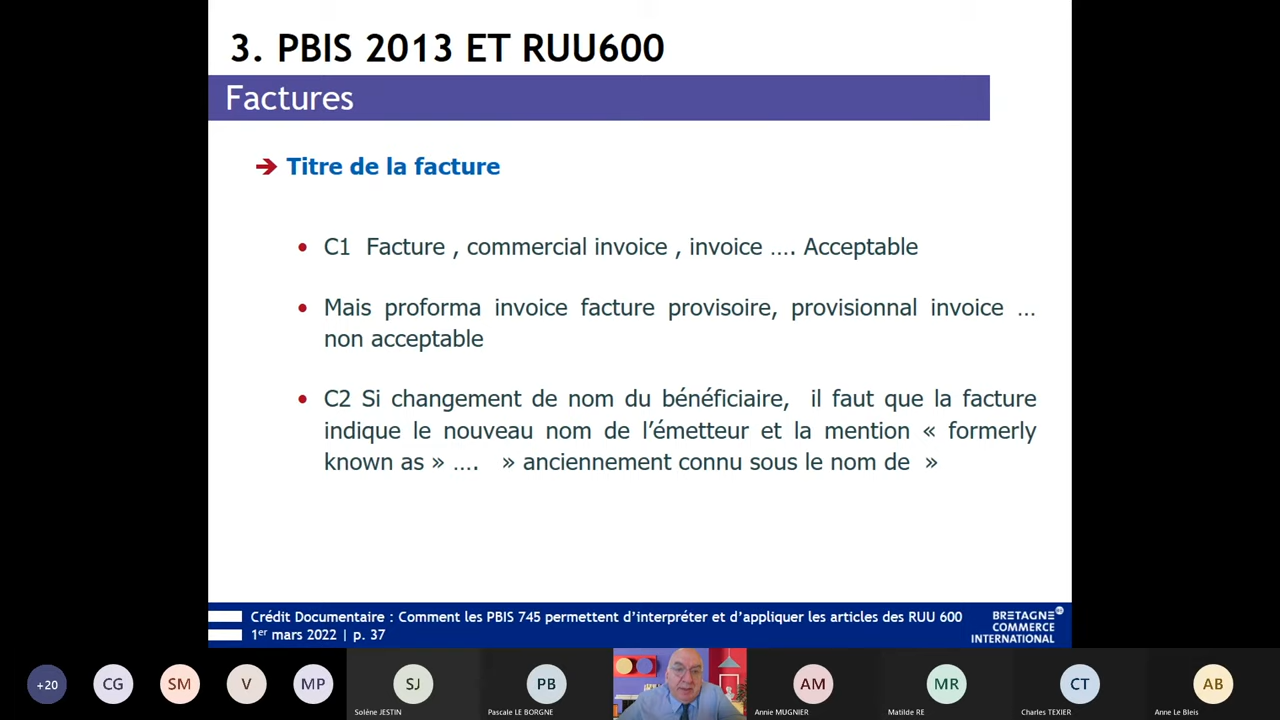 3. PBIS 2013 ET RUU600
Factures
➔ Titre de la facture
• C1 Facture , commercial invoice , invoice …. Acceptable
• Mais proforma invoice facture provisoire, provisionnal invoice …
non acceptable
• C2 Si changement de nom du bénéficiaire, il faut que la facture
indique le nouveau nom de l’émetteur et la mention « formerly
known as » …. » anciennement connu sous le nom de »
Crédit Documentaire : Comment les PBIS 745 permettent d’interpréter et d’appliquer les articles des RUU 600
1er mars 2022 | p. 37
BRETAGNE
COMMERCE
INTERNATIONAL
+20 CG SM V MP SJ PB AM MR CT AB
Solène JESTIN Pascale LE BORGNE Annie MUGNIER Matilde RE Charles TEXIER Anne Le Bleis